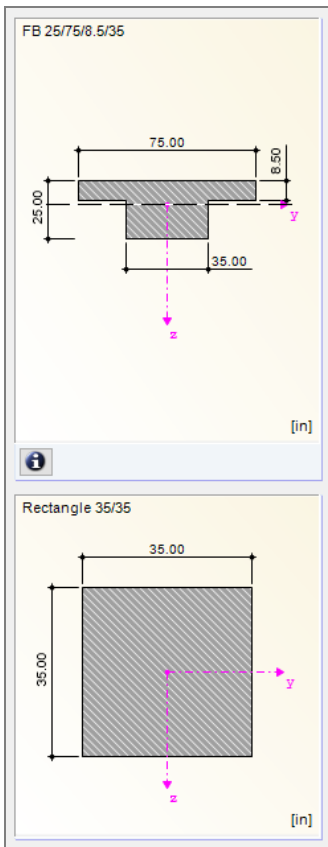 FB 25/75/8.5/35
75.00
8.50
25.00
y
35.00
z
[in]
i
Rectangle 35/35
35.00
35.00
y
z
[in]